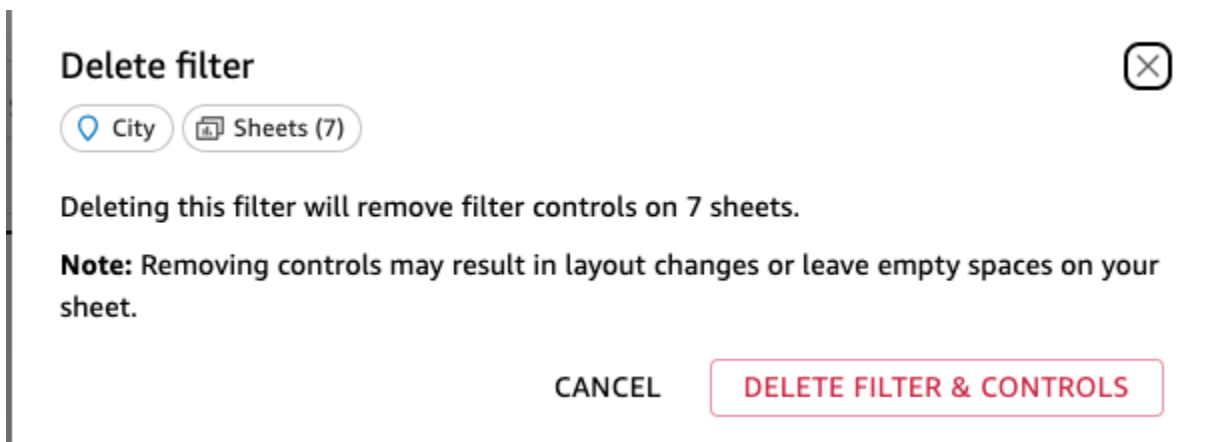 Delete filter
City Sheets (7)
Deleting this filter will remove filter controls on 7 sheets.
Note: Removing controls may result in layout changes or leave empty spaces on your
sheet.
CANCEL DELETE FILTER & CONTROLS